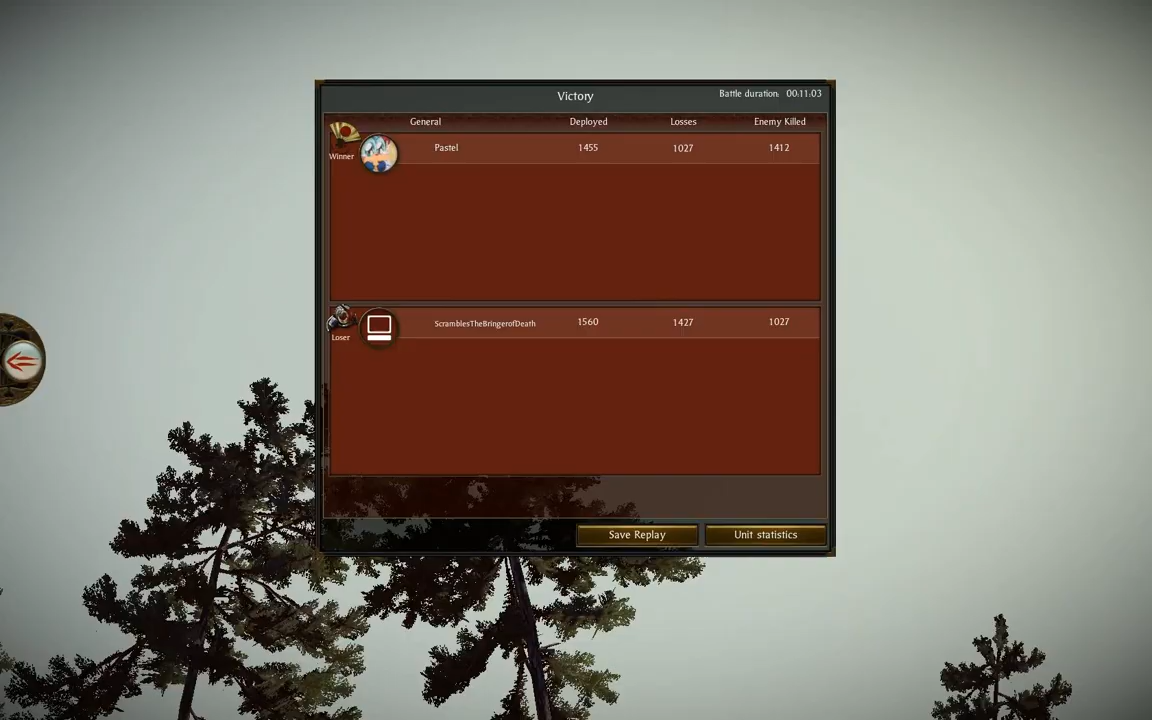 Victory
Battle duration: 00:11:03
General Deployed Losses Enemy Killed
Winner
Pastel 1455 1027 1412
Loser
ScramblesTheBringerofDeath 1560 1427 1027
Save Replay
Unit statistics